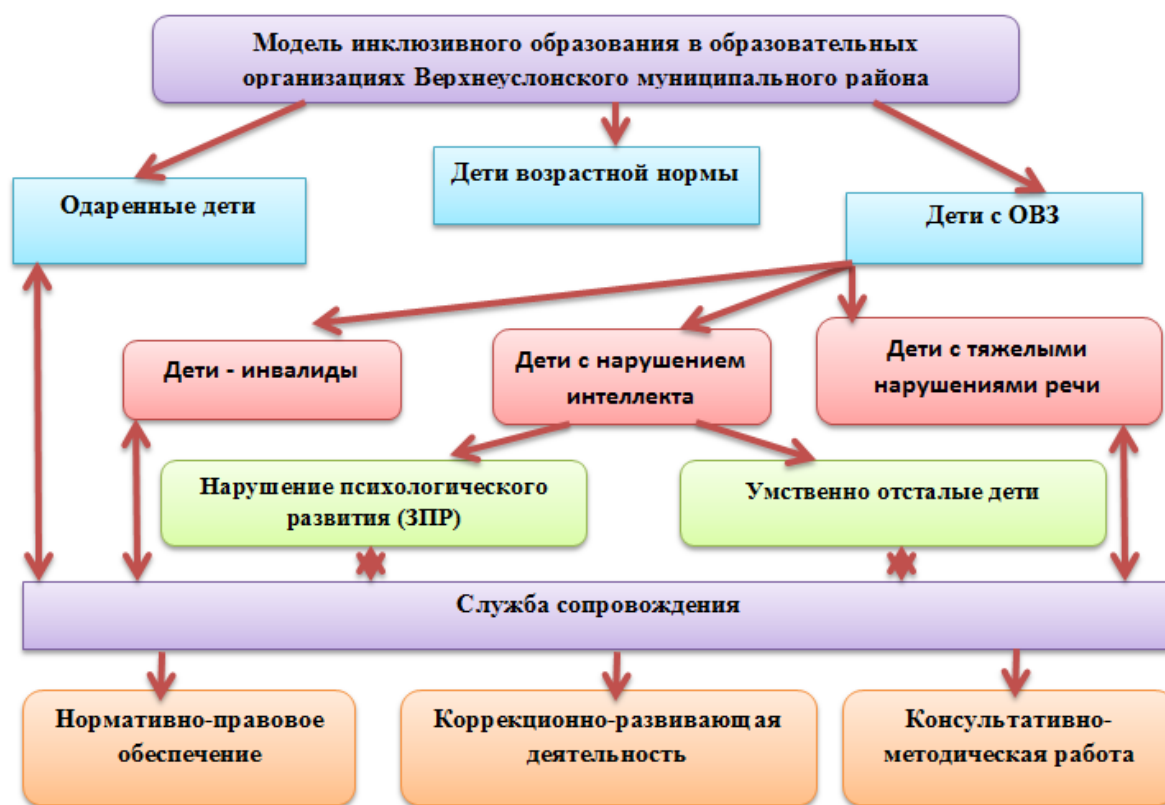 Модель инклюзивного образования в образовательных
организациях Верхнеуслонского муниципального района
Одаренные дети
Дети возрастной нормы
Дети с ОВЗ
Дети - инвалиды
Дети с нарушением
интеллекта
Дети с тяжелыми
нарушениями речи
Нарушение психологического
развития (ЗПР)
Умственно отсталые дети
Служба сопровождения
Нормативно-правовое
обеспечение
Коррекционно-развивающая
деятельность
Консультативно-
методическая работа